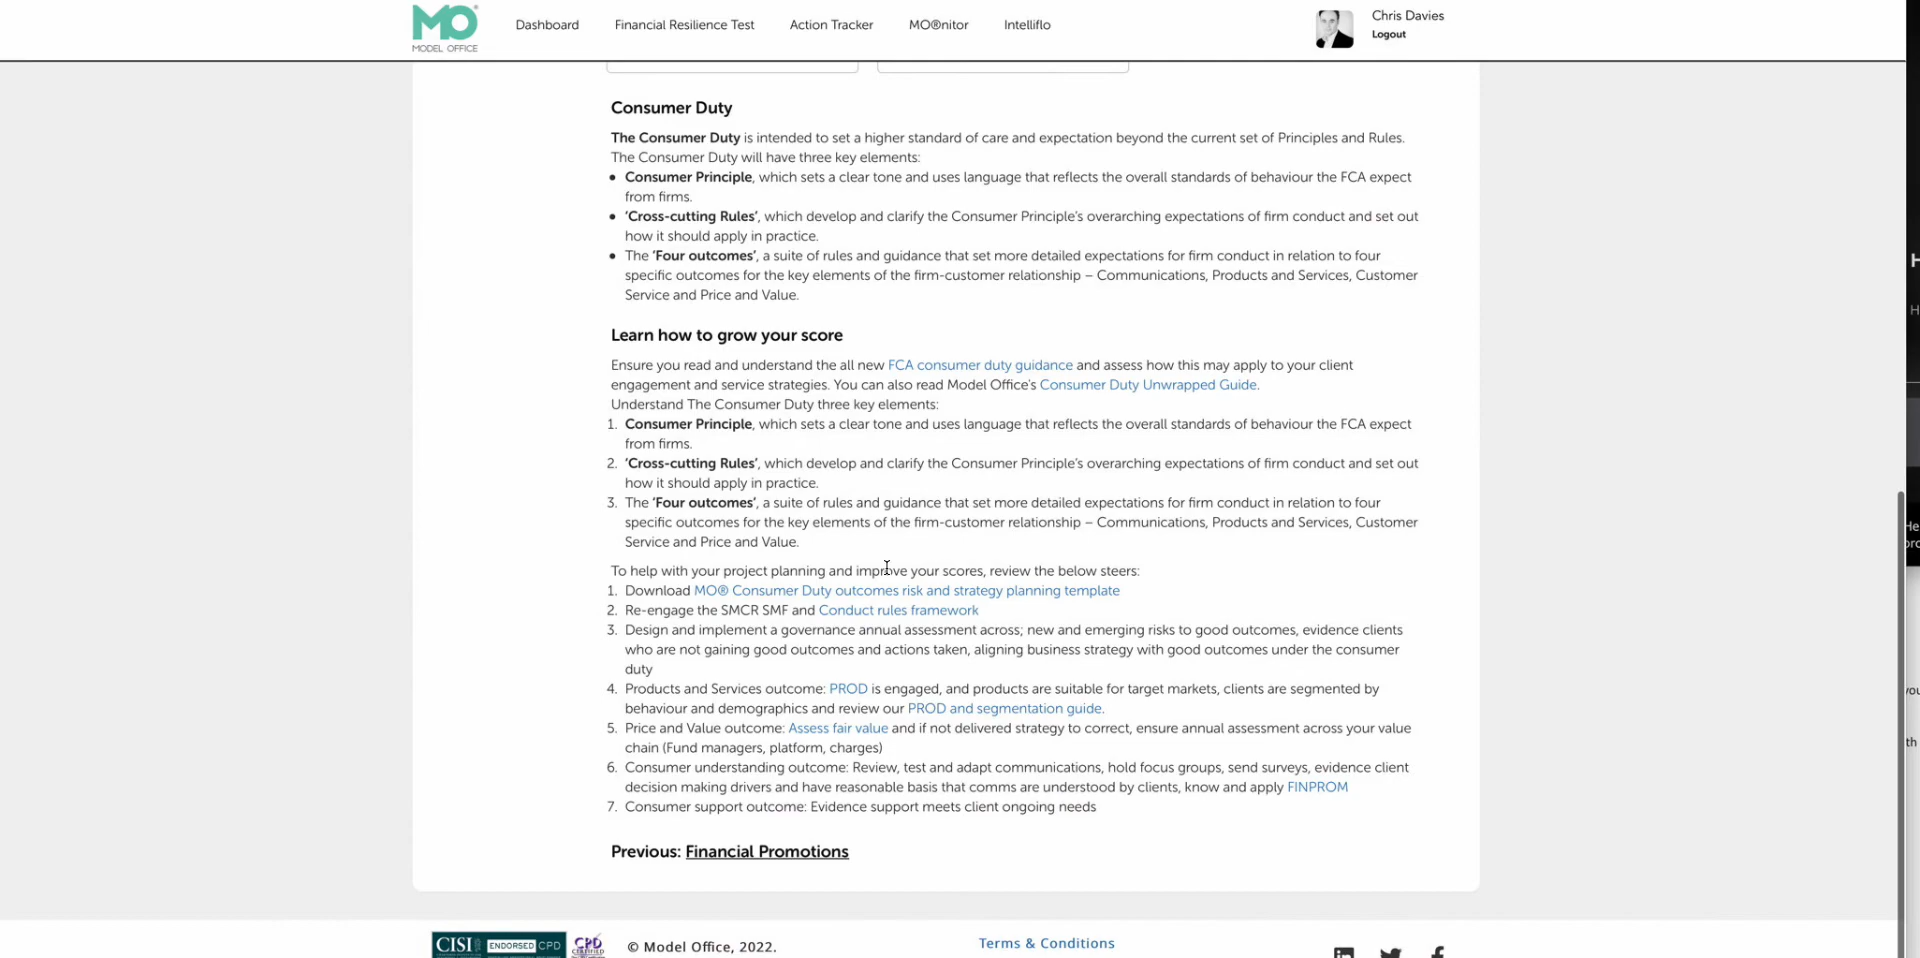 MO®
MODEL OFFICE
Dashboard
Financial Resilience Test
Action Tracker
MO®nitor
Intelliflo
Chris Davies
Logout
Consumer Duty
The Consumer Duty is intended to set a higher standard of care and expectation beyond the current set of Principles and Rules.
The Consumer Duty will have three key elements:
• Consumer Principle, which sets a clear tone and uses language that reflects the overall standards of behaviour the FCA expect
from firms.
• ‘Cross-cutting Rules’, which develop and clarify the Consumer Principle’s overarching expectations of firm conduct and set out
how it should apply in practice.
• The ‘Four outcomes’, a suite of rules and guidance that set more detailed expectations for firm conduct in relation to four
specific outcomes for the key elements of the firm-customer relationship – Communications, Products and Services, Customer
Service and Price and Value.
Learn how to grow your score
Ensure you read and understand the all new FCA consumer duty guidance and assess how this may apply to your client
engagement and service strategies. You can also read Model Office's Consumer Duty Unwrapped Guide.
Understand The Consumer Duty three key elements:
1. Consumer Principle, which sets a clear tone and uses language that reflects the overall standards of behaviour the FCA expect
from firms.
2. ‘Cross-cutting Rules’, which develop and clarify the Consumer Principle’s overarching expectations of firm conduct and set out
how it should apply in practice.
3. The ‘Four outcomes’, a suite of rules and guidance that set more detailed expectations for firm conduct in relation to four
specific outcomes for the key elements of the firm-customer relationship – Communications, Products and Services, Customer
Service and Price and Value.
To help with your project planning and improve your scores, review the below steers:
1. Download MO® Consumer Duty outcomes risk and strategy planning template
2. Re-engage the SMCR SMF and Conduct rules framework
3. Design and implement a governance annual assessment across; new and emerging risks to good outcomes, evidence clients
who are not gaining good outcomes and actions taken, aligning business strategy with good outcomes under the consumer
duty
4. Products and Services outcome: PROD is engaged, and products are suitable for target markets, clients are segmented by
behaviour and demographics and review our PROD and segmentation guide.
5. Price and Value outcome: Assess fair value and if not delivered strategy to correct, ensure annual assessment across your value
chain (Fund managers, platform, charges)
6. Consumer understanding outcome: Review, test and adapt communications, hold focus groups, send surveys, evidence client
decision making drivers and have reasonable basis that comms are understood by clients, know and apply FINPROM
7. Consumer support outcome: Evidence support meets client ongoing needs
Previous: Financial Promotions
CISI ENDORSED CPD
CPD
© Model Office, 2022.
Terms & Conditions